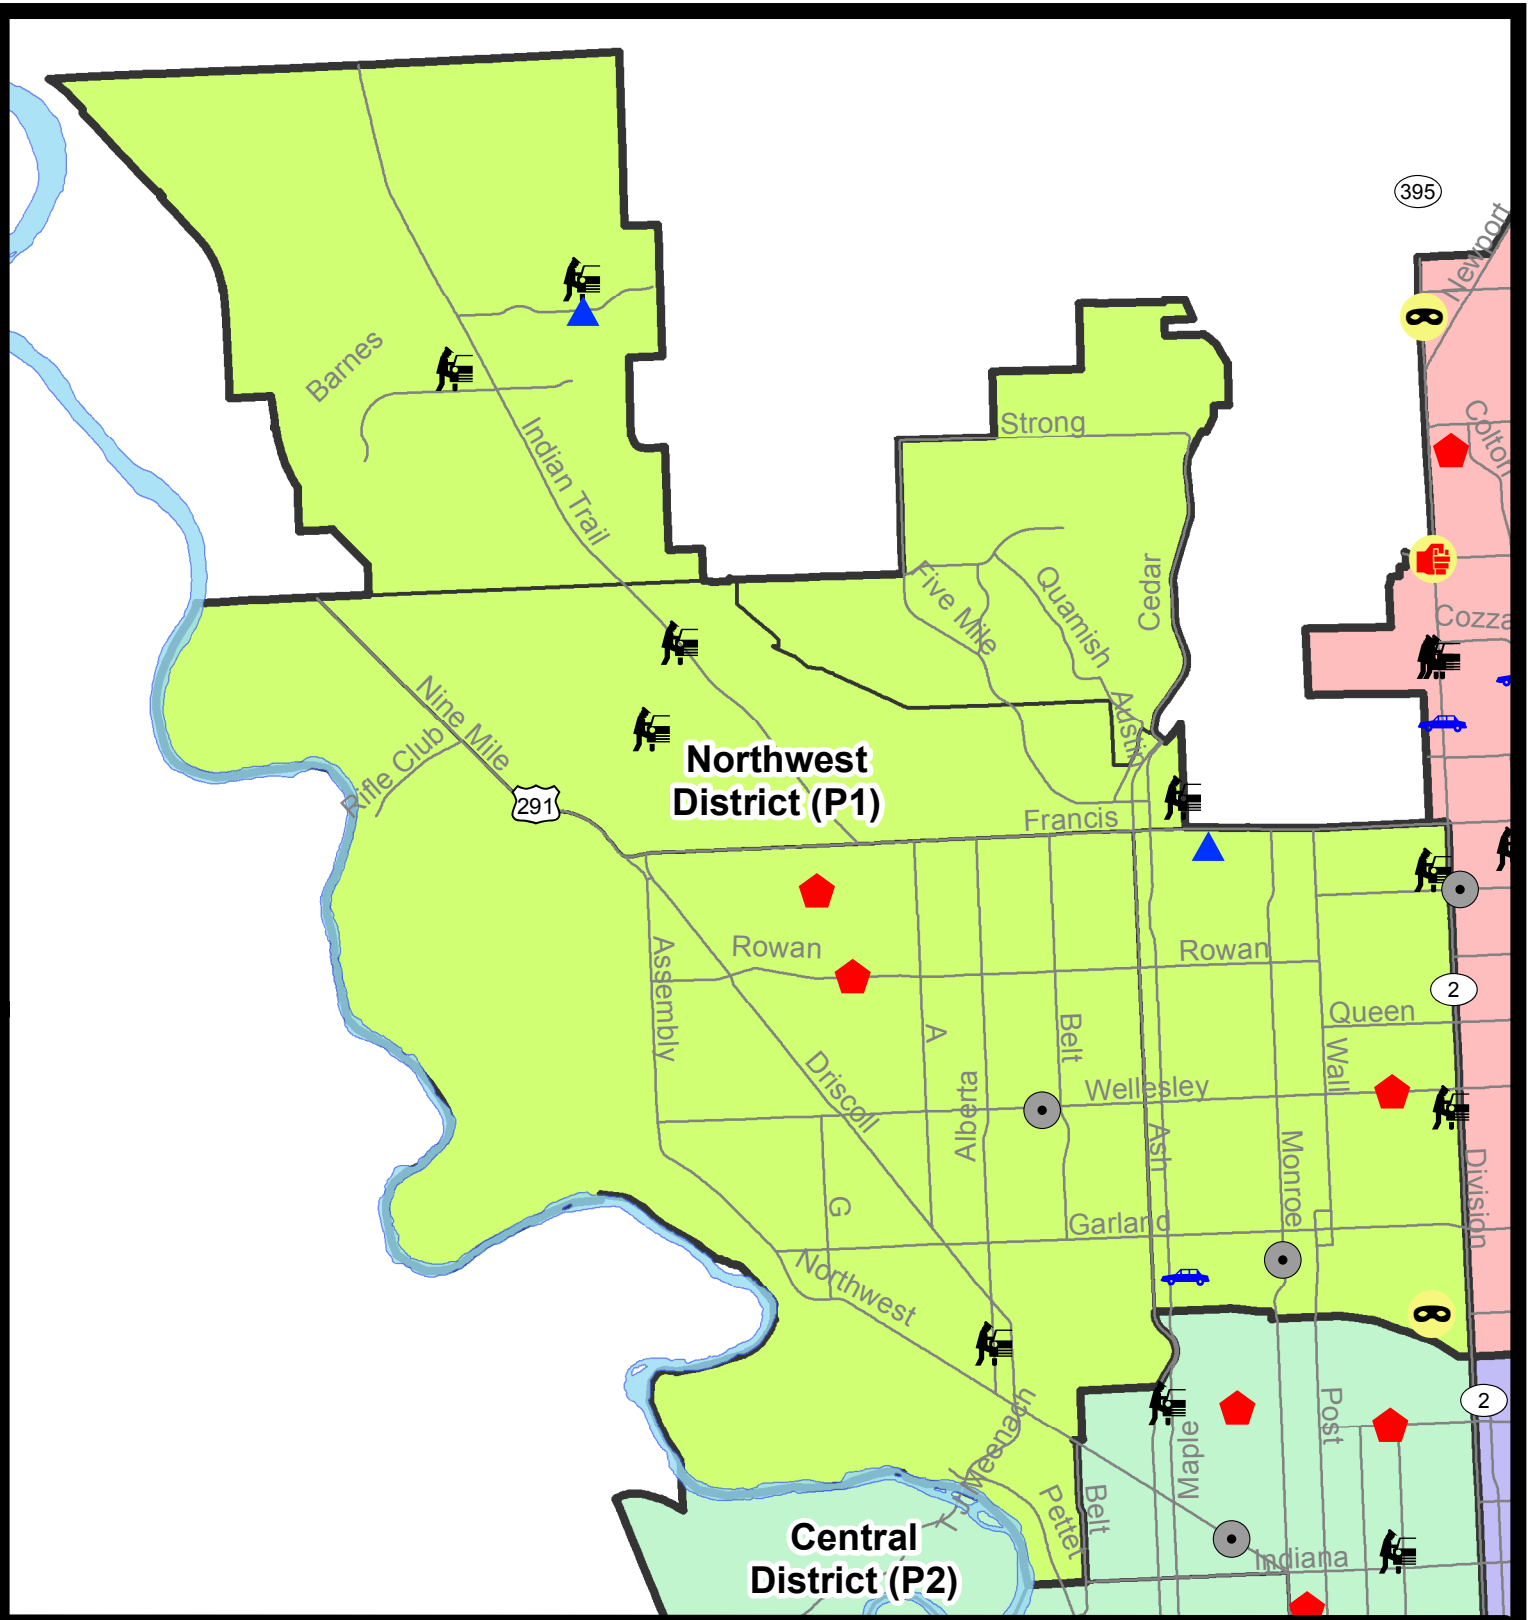 395
Newport
Barnes
Colton
Strong
Indian Trail
Five Mile
Quamish
Cedar
Cozza
Nine Mile
Austin
Rifle Club
Northwest
District (P1)
291
Francis
Rowan
Rowan
Assembly
2
Queen
A
Belt
Wall
Driscoll
Alberta
Wellesley
Ash
Monroe
Division
G
Garland
Northwest
2
Post
Maple
Meenach
Pettet
Belt
Central
District (P2)
Indiana